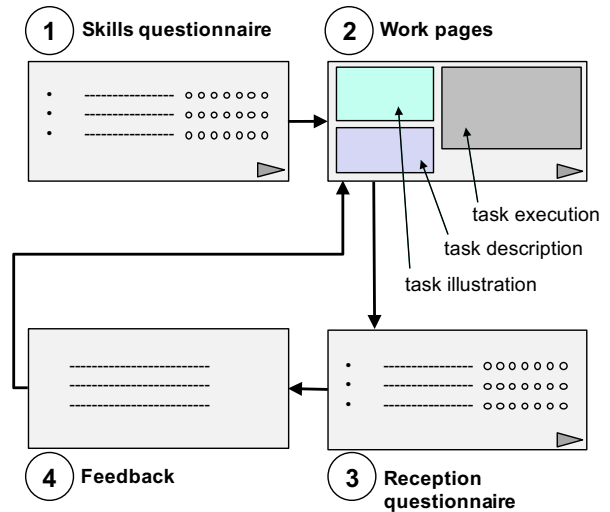 1 Skills questionnaire
2 Work pages
task execution
task description
task illustration
4 Feedback
3 Reception
questionnaire